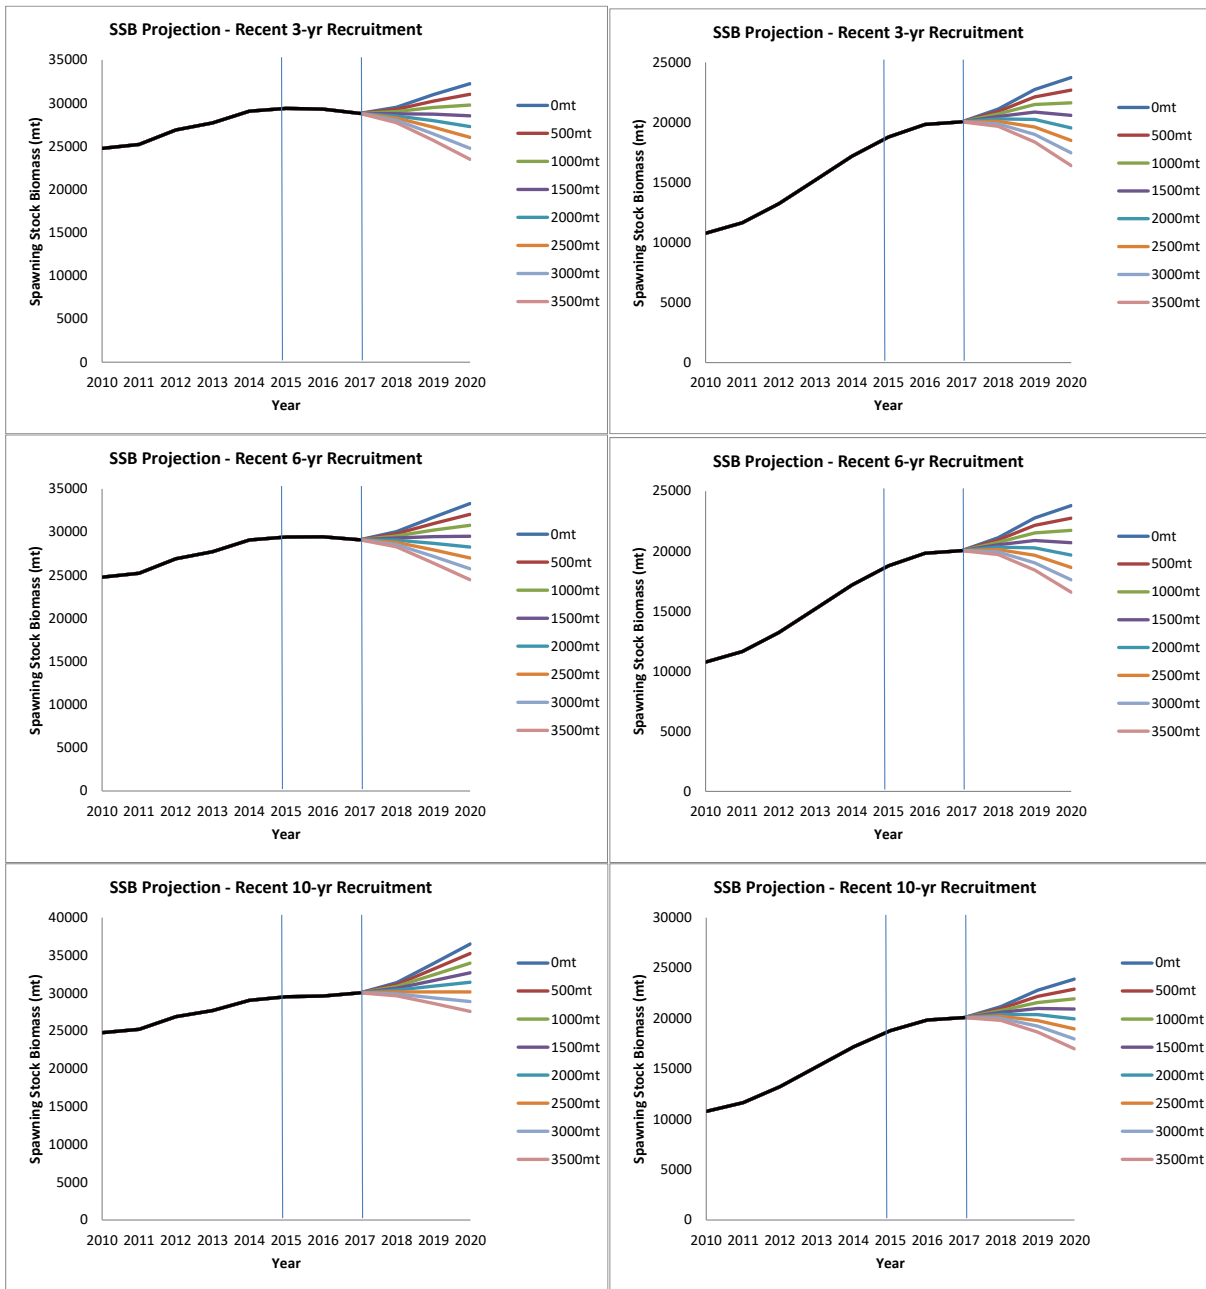 SSB Projection - Recent 3-yr Recruitment
Spawning Stock Biomass (mt)
35000
30000
25000
20000
15000
10000
5000
0
2010 2011 2012 2013 2014 2015 2016 2017 2018 2019 2020
Year
0mt
500mt
1000mt
1500mt
2000mt
2500mt
3000mt
3500mt
SSB Projection - Recent 3-yr Recruitment
Spawning Stock Biomass (mt)
25000
20000
15000
10000
5000
0
2010 2011 2012 2013 2014 2015 2016 2017 2018 2019 2020
Year
0mt
500mt
1000mt
1500mt
2000mt
2500mt
3000mt
3500mt
SSB Projection - Recent 6-yr Recruitment
Spawning Stock Biomass (mt)
35000
30000
25000
20000
15000
10000
5000
0
2010 2011 2012 2013 2014 2015 2016 2017 2018 2019 2020
Year
0mt
500mt
1000mt
1500mt
2000mt
2500mt
3000mt
3500mt
SSB Projection - Recent 6-yr Recruitment
Spawning Stock Biomass (mt)
25000
20000
15000
10000
5000
0
2010 2011 2012 2013 2014 2015 2016 2017 2018 2019 2020
Year
0mt
500mt
1000mt
1500mt
2000mt
2500mt
3000mt
3500mt
SSB Projection - Recent 10-yr Recruitment
Spawning Stock Biomass (mt)
40000
35000
30000
25000
20000
15000
10000
5000
0
2010 2011 2012 2013 2014 2015 2016 2017 2018 2019 2020
Year
0mt
500mt
1000mt
1500mt
2000mt
2500mt
3000mt
3500mt
SSB Projection - Recent 10-yr Recruitment
Spawning Stock Biomass (mt)
30000
25000
20000
15000
10000
5000
0
2010 2011 2012 2013 2014 2015 2016 2017 2018 2019 2020
Year
0mt
500mt
1000mt
1500mt
2000mt
2500mt
3000mt
3500mt